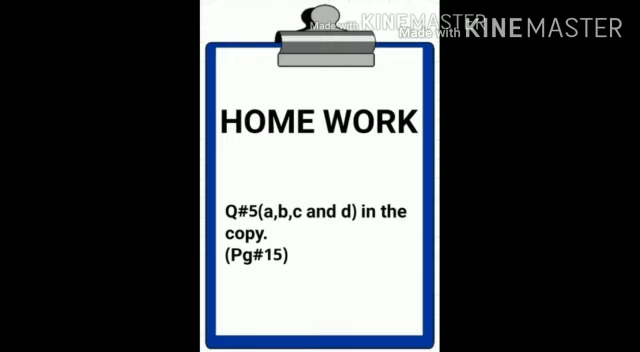 Made with KINEMASTER
Made with KINEMASTER
HOME WORK
Q#5(a,b,c and d) in the
copy.
(Pg#15)